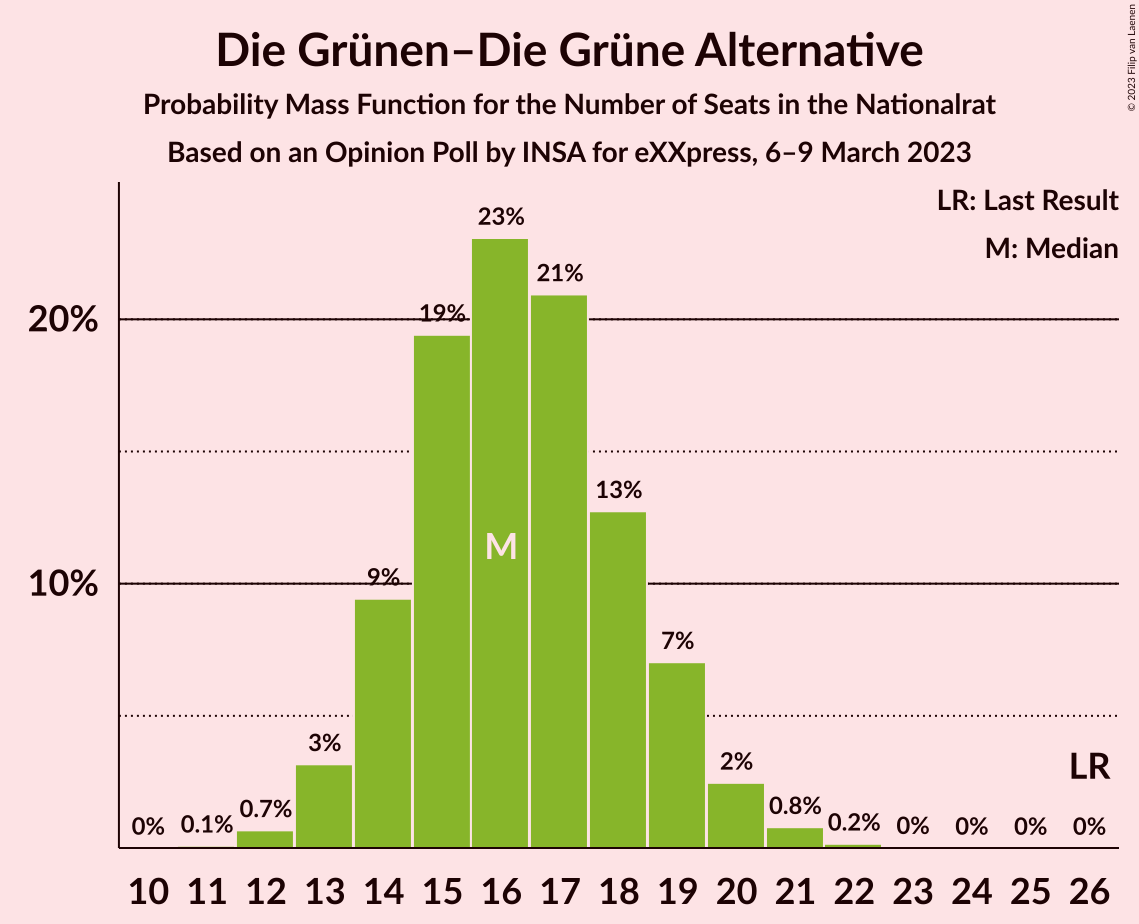 Die Grünen–Die Grüne Alternative
Probability Mass Function for the Number of Seats in the Nationalrat
Based on an Opinion Poll by INSA for eXXpress, 6–9 March 2023
© 2023 Filip van Laenen
LR: Last Result
M: Median
20%
10%
0%
0.1%
0.7%
3%
9%
19%
23%
21%
13%
7%
2%
0.8%
0.2%
0%
0%
0%
0%
M
LR
10 11 12 13 14 15 16 17 18 19 20 21 22 23 24 25 26